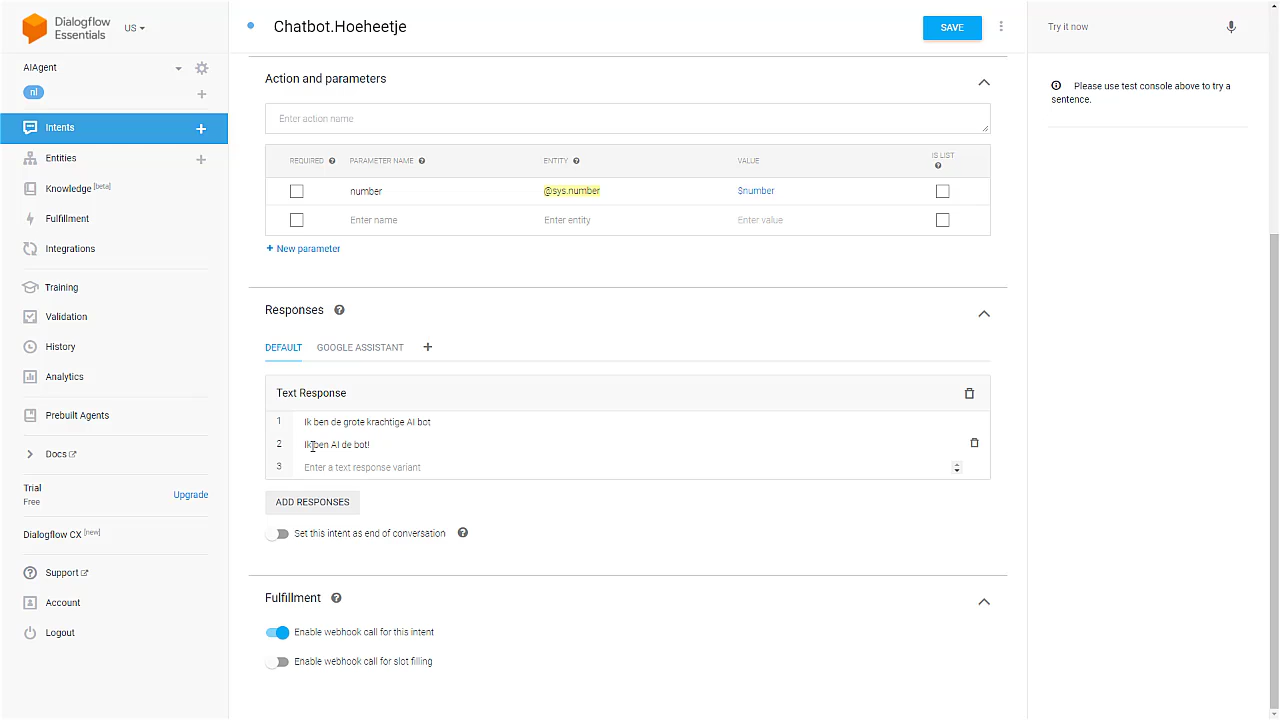 Dialogflow
Essentials
US
Chatbot.Hoeheetje
SAVE
Try it now
AIAgent
nl
Intents
Entities
Knowledge [beta]
Fulfillment
Integrations
Training
Validation
History
Analytics
Prebuilt Agents
Docs
Trial
Free
Upgrade
Dialogflow CX [new]
Support
Account
Logout
Action and parameters
Enter action name
REQUIRED PARAMETER NAME ENTITY VALUE IS LIST
number @sys.number $number
Enter name Enter entity Enter value
+ New parameter
Responses
DEFAULT GOOGLE ASSISTANT +
Text Response
1 Ik ben de grote krachtige AI bot
2 Ik ben AI de bot!
3 Enter a text response variant
ADD RESPONSES
Set this intent as end of conversation
Fulfillment
Enable webhook call for this intent
Enable webhook call for slot filling
Please use test console above to try a
sentence.